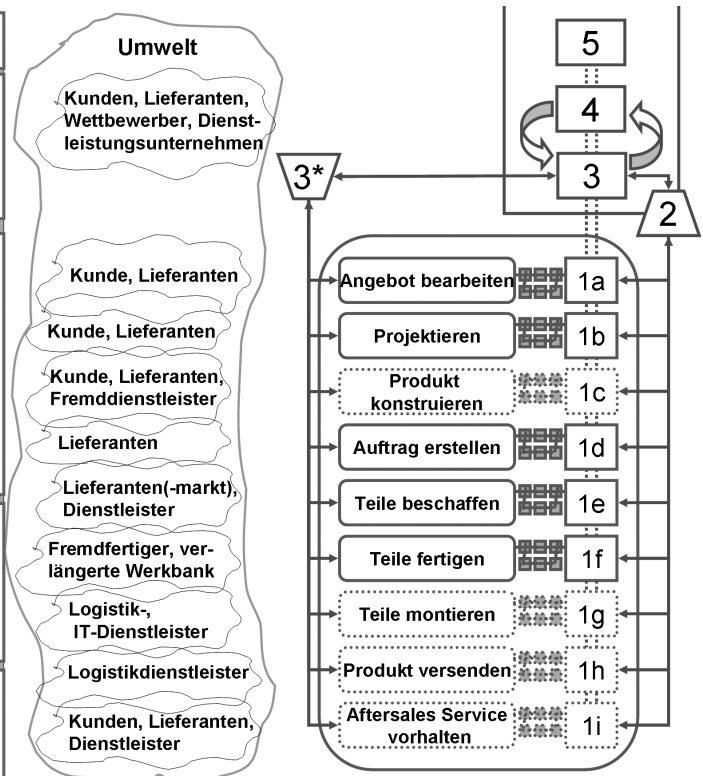 Umwelt
Kunden, Lieferanten,
Wettbewerber, Dienst-
leistungsunternehmen
Kunde, Lieferanten
Kunde, Lieferanten
Kunde, Lieferanten,
Fremddienstleister
Lieferanten
Lieferanten(-markt),
Dienstleister
Fremdfertiger, ver-
längerte Werkbank
Logistik-,
IT-Dienstleister
Logistikdienstleister
Kunden, Lieferanten,
Dienstleister
5
4
3*
3
2
Angebot bearbeiten 1a
Projektieren 1b
Produkt
konstruieren 1c
Auftrag erstellen 1d
Teile beschaffen 1e
Teile fertigen 1f
Teile montieren 1g
Produkt versenden 1h
Aftersales Service
vorhalten 1i